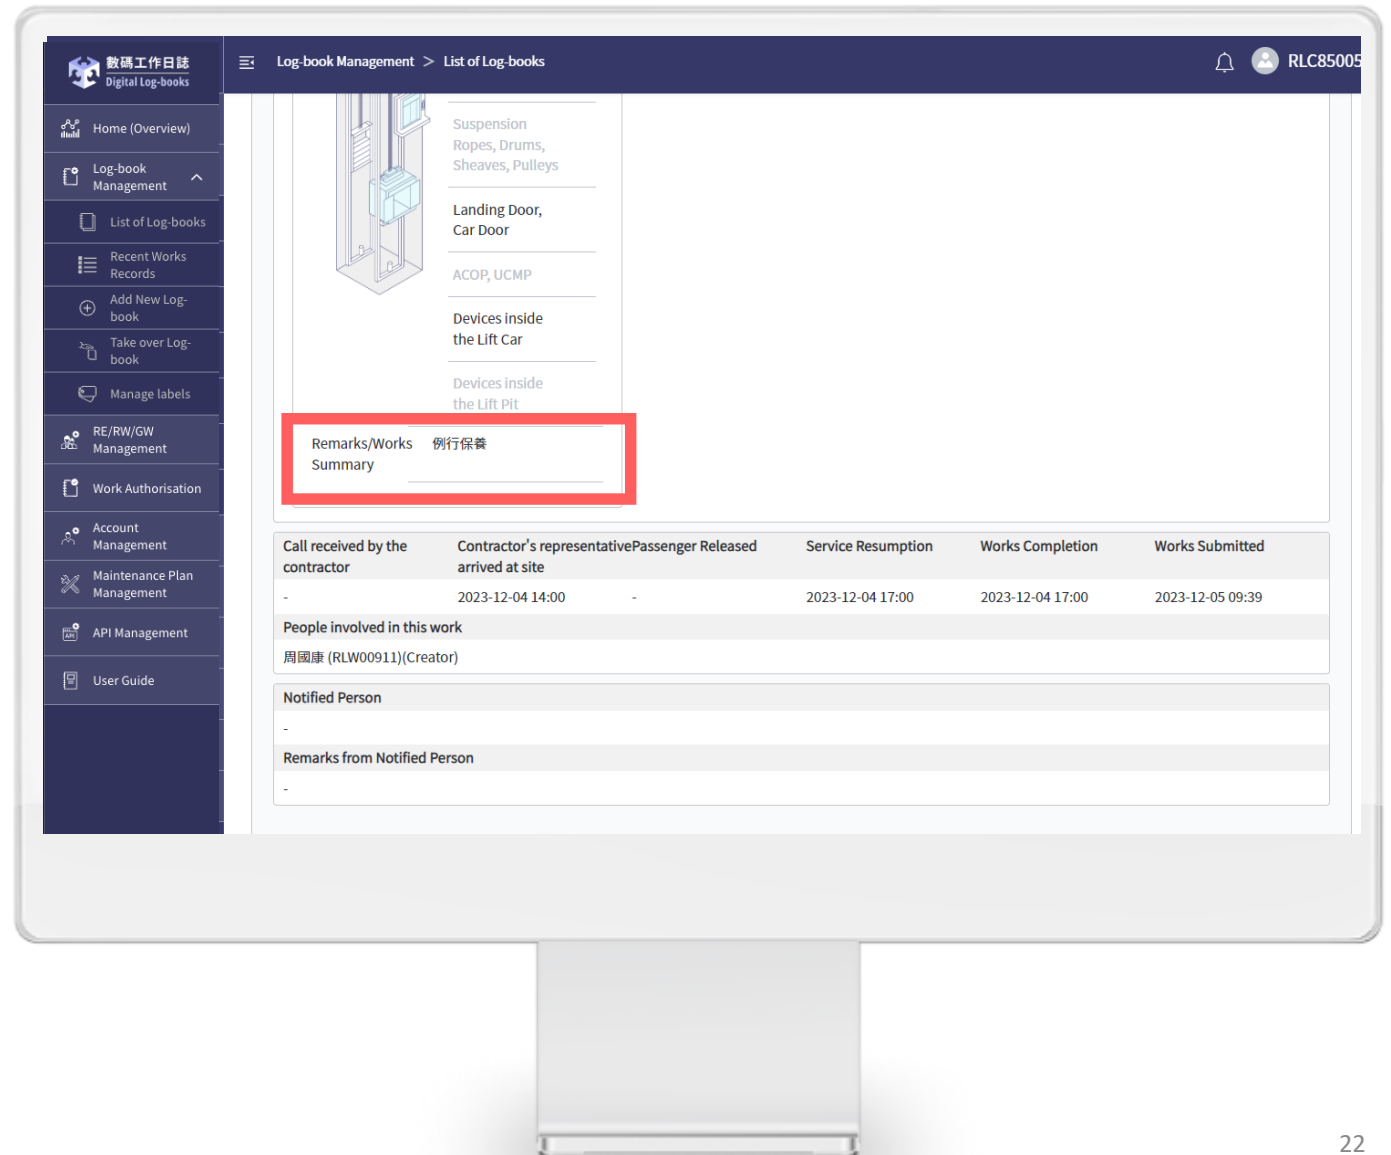 數碼工作日誌
Digital Log-books
Log-book Management > List of Log-books
RLC85005
Home (Overview)
Log-book
Management
List of Log-books
Recent Works
Records
Add New Log-
book
Take over Log-
book
Manage labels
RE/RW/GW
Management
Work Authorisation
Account
Management
Maintenance Plan
Management
API Management
User Guide
Suspension
Ropes, Drums,
Sheaves, Pulleys
Landing Door,
Car Door
ACOP, UCMP
Devices inside
the Lift Car
Devices inside
the Lift Pit
Remarks/Works 例行保養
Summary
Call received by the Contractor's representativePassenger Released Service Resumption Works Completion Works Submitted
contractor arrived at site
- 2023-12-04 14:00 - 2023-12-04 17:00 2023-12-04 17:00 2023-12-05 09:39
People involved in this work
周國康 (RLW00911)(Creator)
Notified Person
-
Remarks from Notified Person
-
22